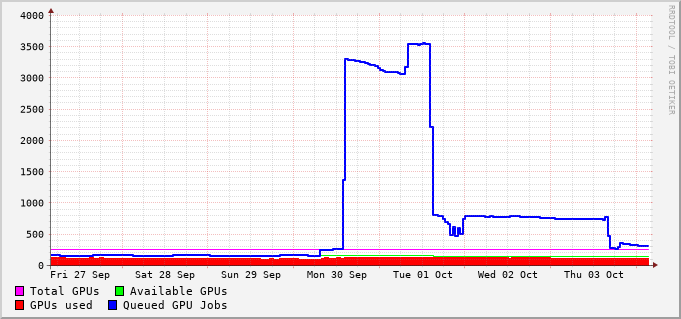 4000
3500
3000
2500
2000
1500
1000
500
0
Fri 27 Sep Sat 28 Sep Sun 29 Sep Mon 30 Sep Tue 01 Oct Wed 02 Oct Thu 03 Oct
Total GPUs Available GPUs
GPUs used Queued GPU Jobs
RRDTOOL / TOBI OETIKER